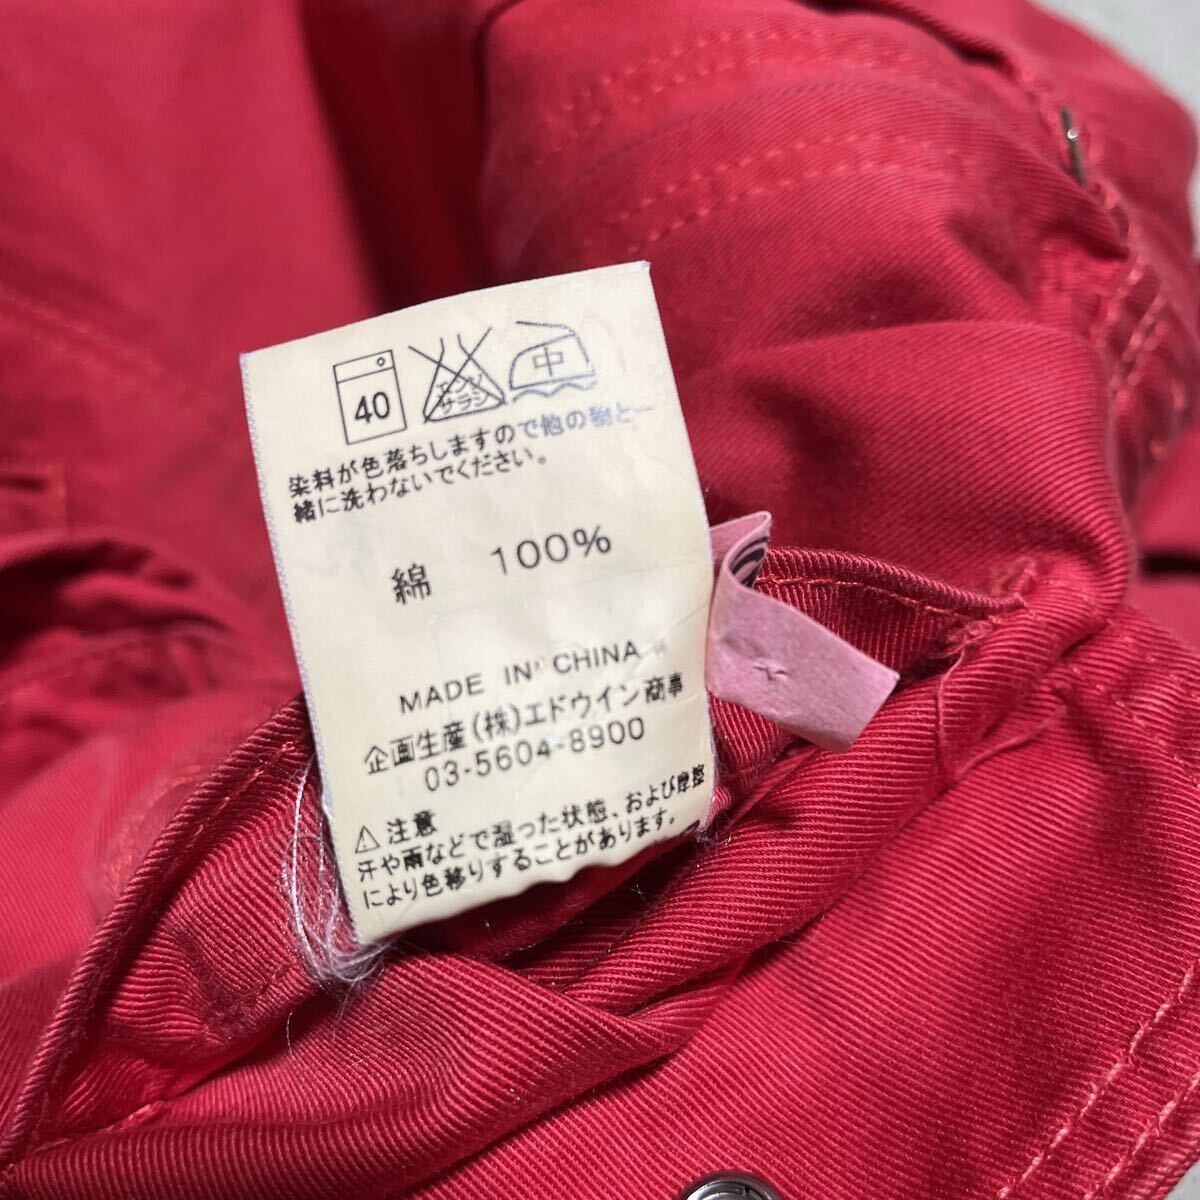 40
エンソ
サラシ
中
染料が色落ちしますので他の物と一
緒に洗わないでください。
綿 100%
MADE IN CHINA
企画生産(株)エドウイン商事
03-5604-8900
⚠注意
汗や雨などで湿った状態、および摩擦
により色移りすることがあります。